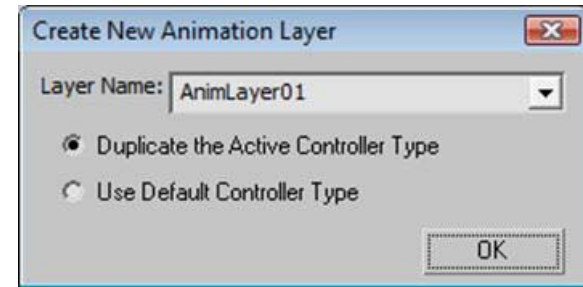 Create New Animation Layer
Layer Name: AnimLayer01
Duplicate the Active Controller Type
Use Default Controller Type
OK